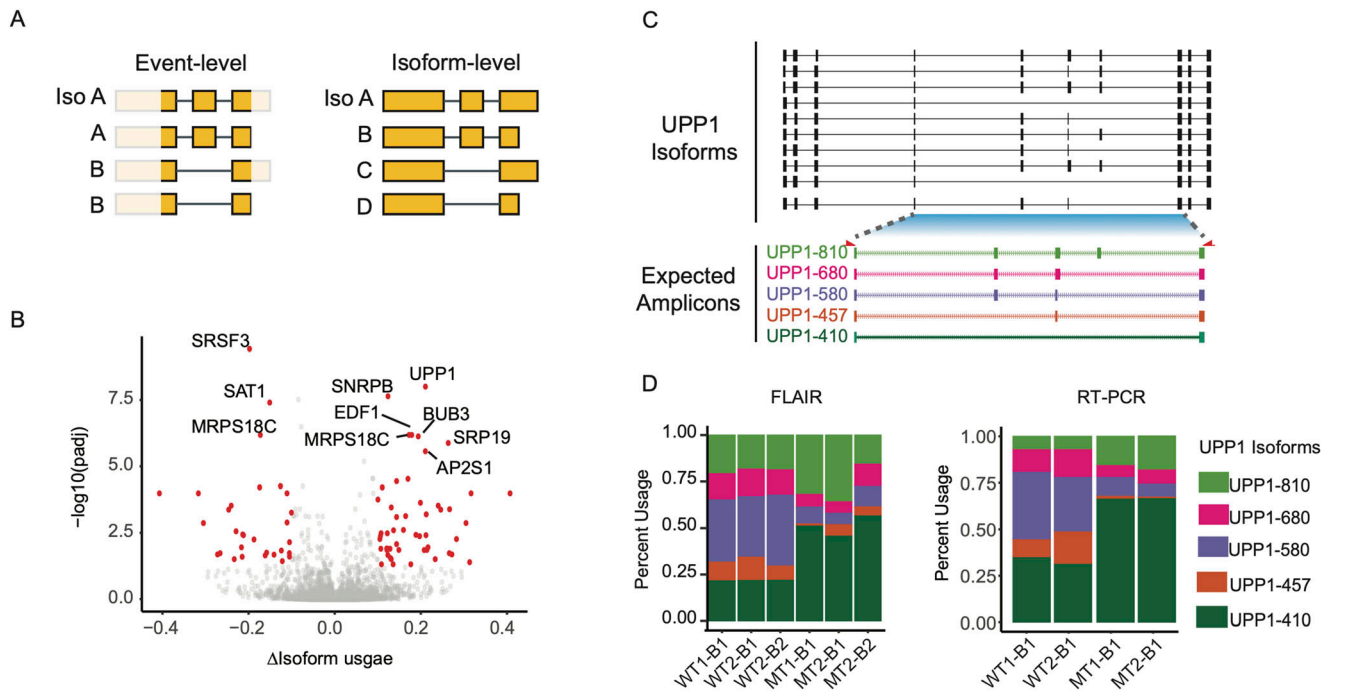 A
Event-level
Isoform-level
Iso A
A
B
B
Iso A
B
C
D
B
SRSF3
SAT1
MRPS18C
SNRPB
UPP1
EDF1
BUB3
MRPS18C
SRP19
AP2S1
−log10(padj)
7.5
5.0
2.5
0.0
−0.4
−0.2
0.0
0.2
0.4
ΔIsoform usgae
C
UPP1
Isoforms
Expected
Amplicons
UPP1-810
UPP1-680
UPP1-580
UPP1-457
UPP1-410
D
FLAIR
Percent Usage
1.00
0.75
0.50
0.25
0.00
WT1-B1
WT2-B1
WT2-B2
MT1-B1
MT2-B1
MT2-B2
RT-PCR
Percent Usage
1.00
0.75
0.50
0.25
0.00
WT1-B1
WT2-B1
MT1-B1
MT2-B1
UPP1 Isoforms
UPP1-810
UPP1-680
UPP1-580
UPP1-457
UPP1-410